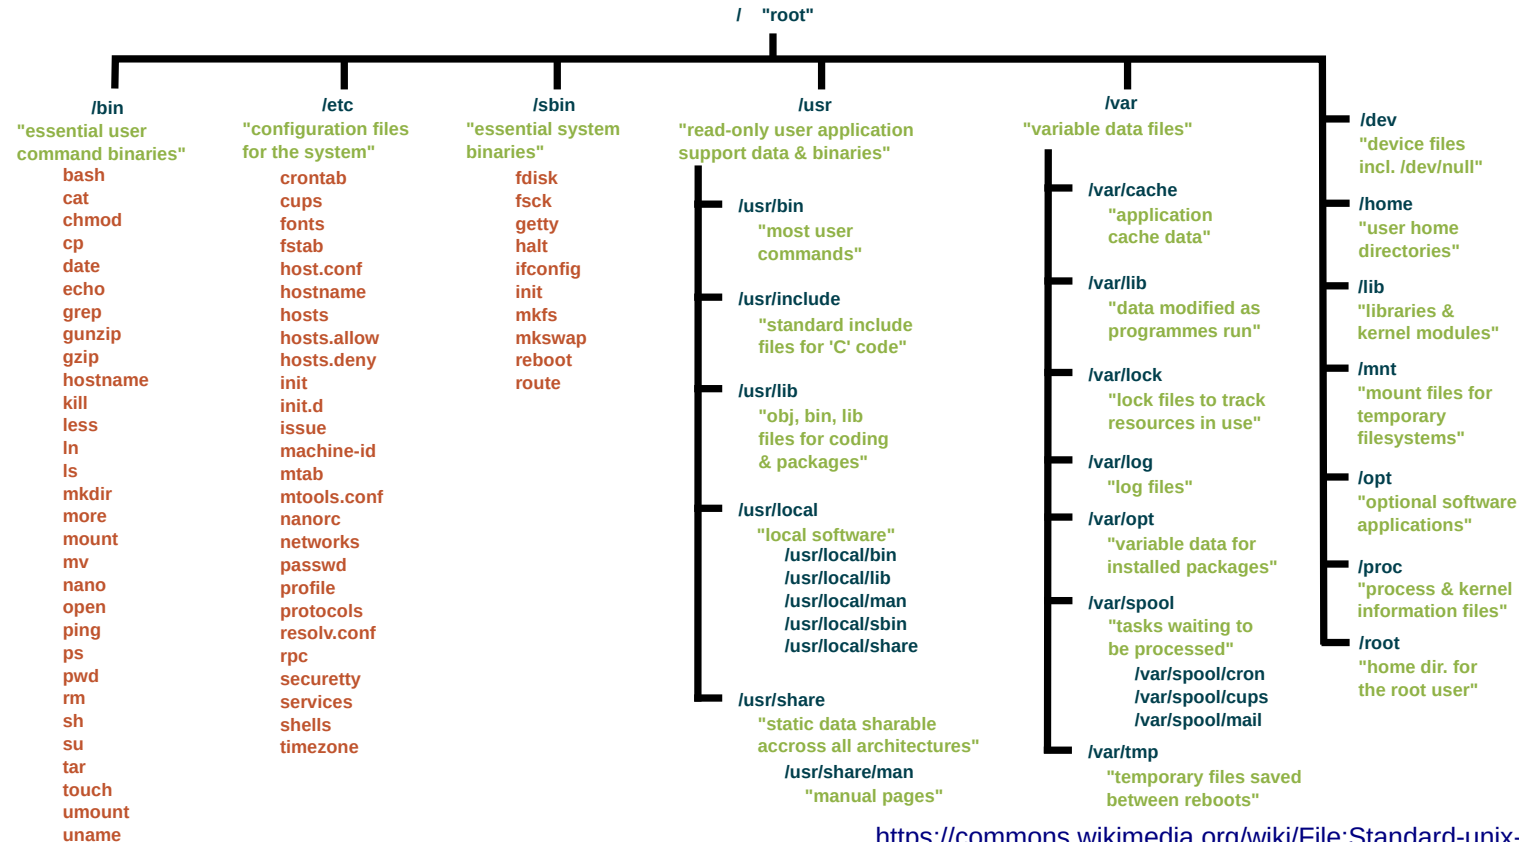 / "root"
/bin
"essential user
command binaries"
bash
cat
chmod
cp
date
echo
grep
gunzip
gzip
hostname
kill
less
ln
ls
mkdir
more
mount
mv
nano
open
ping
ps
pwd
rm
sh
su
tar
touch
umount
uname
/etc
"configuration files
for the system"
crontab
cups
fonts
fstab
host.conf
hostname
hosts
hosts.allow
hosts.deny
init
init.d
issue
machine-id
mtab
mtools.conf
nanorc
networks
passwd
profile
protocols
resolv.conf
rpc
securetty
services
shells
timezone
/sbin
"essential system
binaries"
fdisk
fsck
getty
halt
ifconfig
init
mkfs
mkswap
reboot
route
/usr
"read-only user application
support data & binaries"
/usr/bin
"most user
commands"
/usr/include
"standard include
files for 'C' code"
/usr/lib
"obj, bin, lib
files for coding
& packages"
/usr/local
"local software"
/usr/local/bin
/usr/local/lib
/usr/local/man
/usr/local/sbin
/usr/local/share
/usr/share
"static data sharable
accross all architectures"
/usr/share/man
"manual pages"
/var
"variable data files"
/var/cache
"application
cache data"
/var/lib
"data modified as
programmes run"
/var/lock
"lock files to track
resources in use"
/var/log
"log files"
/var/opt
"variable data for
installed packages"
/var/spool
"tasks waiting to
be processed"
/var/spool/cron
/var/spool/cups
/var/spool/mail
/var/tmp
"temporary files saved
between reboots"
/dev
"device files
incl. /dev/null"
/home
"user home
directories"
/lib
"libraries &
kernel modules"
/mnt
"mount files for
temporary
filesystems"
/opt
"optional software
applications"
/proc
"process & kernel
information files"
/root
"home dir. for
the root user"
https://commons.wikimedia.org/wiki/File:Standard-unix-